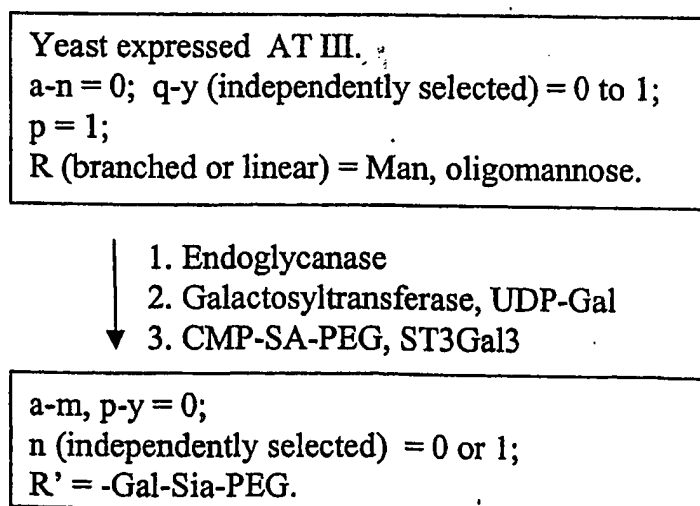 Yeast expressed AT III.
a-n = 0; q-y (independently selected) = 0 to 1;
p = 1;
R (branched or linear) = Man, oligomannose.
1. Endoglycanase
2. Galactosyltransferase, UDP-Gal
3. CMP-SA-PEG, ST3Gal3
a-m, p-y = 0;
n (independently selected) = 0 or 1;
R' = -Gal-Sia-PEG.